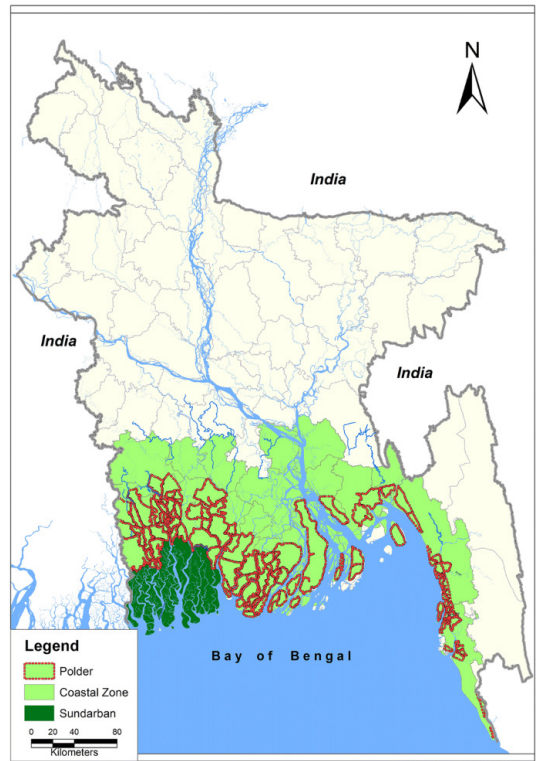 N
India
India
India
Bay of Bengal
Legend
Polder
Coastal Zone
Sundarban
0 20 40 80
Kilometers